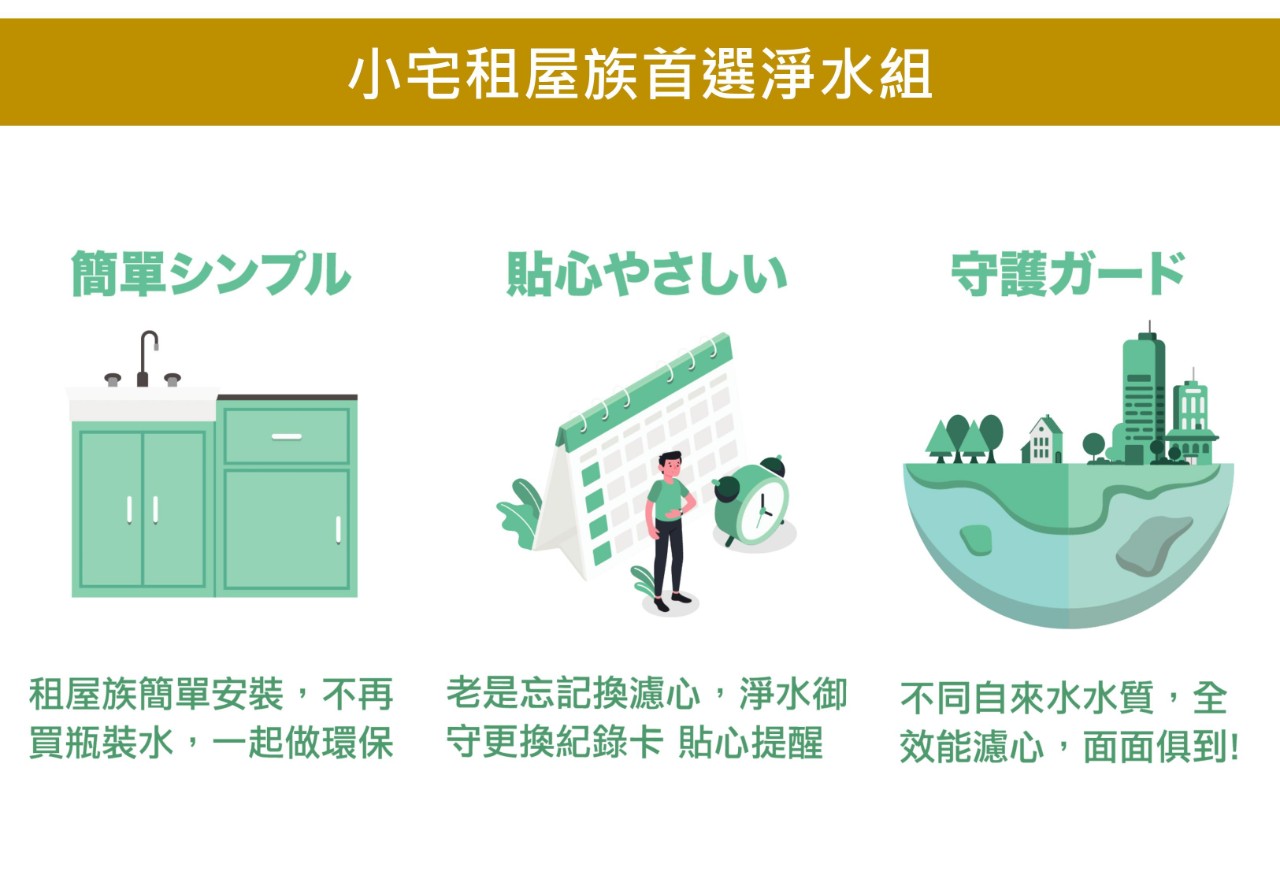 小宅租屋族首選淨水組
簡單シンプル
租屋族簡單安裝，不再
買瓶裝水，一起做環保
貼心やさしい
老是忘記換濾心，淨水御
守更換紀錄卡 貼心提醒
守護ガード
不同自來水水質，全
效能濾心，面面俱到!